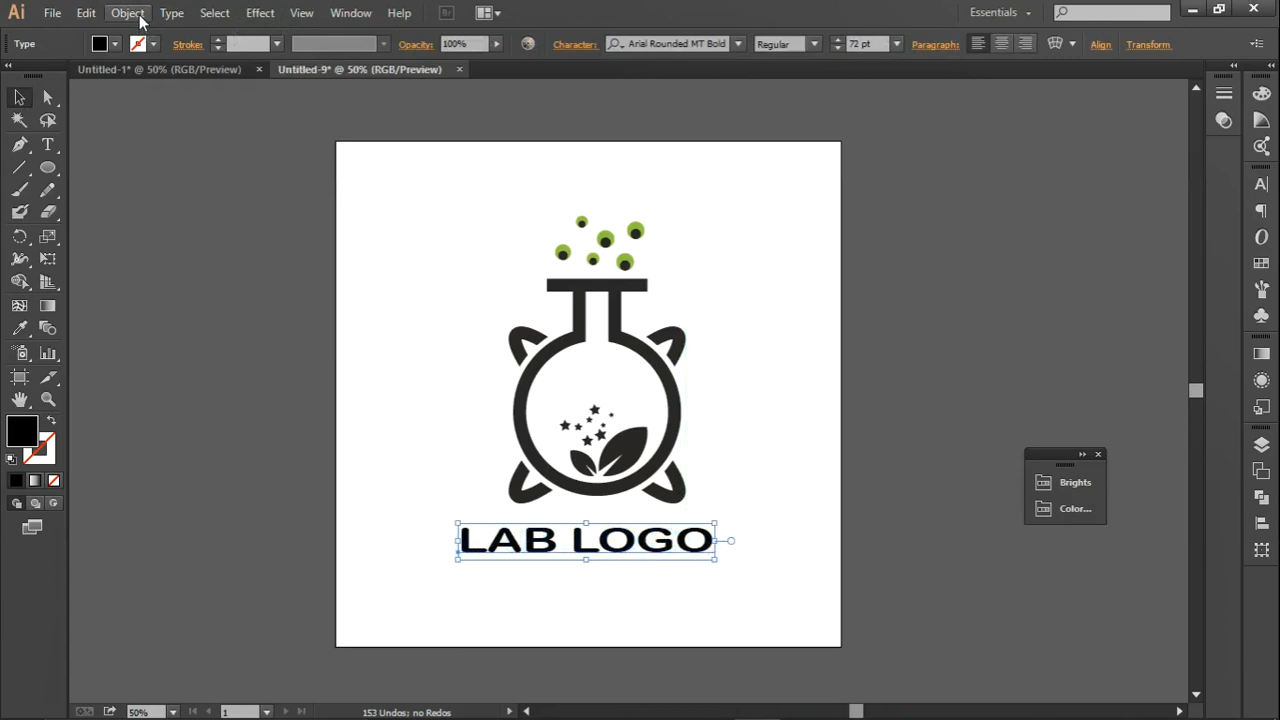 Ai File Edit Object Type Select Effect View Window Help Br Essentials
Type Stroke: Opacity: 100% Character: Arial Rounded MT Bold Regular 72 pt Paragraph: Align Transform
Untitled-1* @ 50% (RGB/Preview) × Untitled-9* @ 50% (RGB/Preview) ×
Brights
Color...
LAB LOGO
50% 1 153 Undos; no Redos